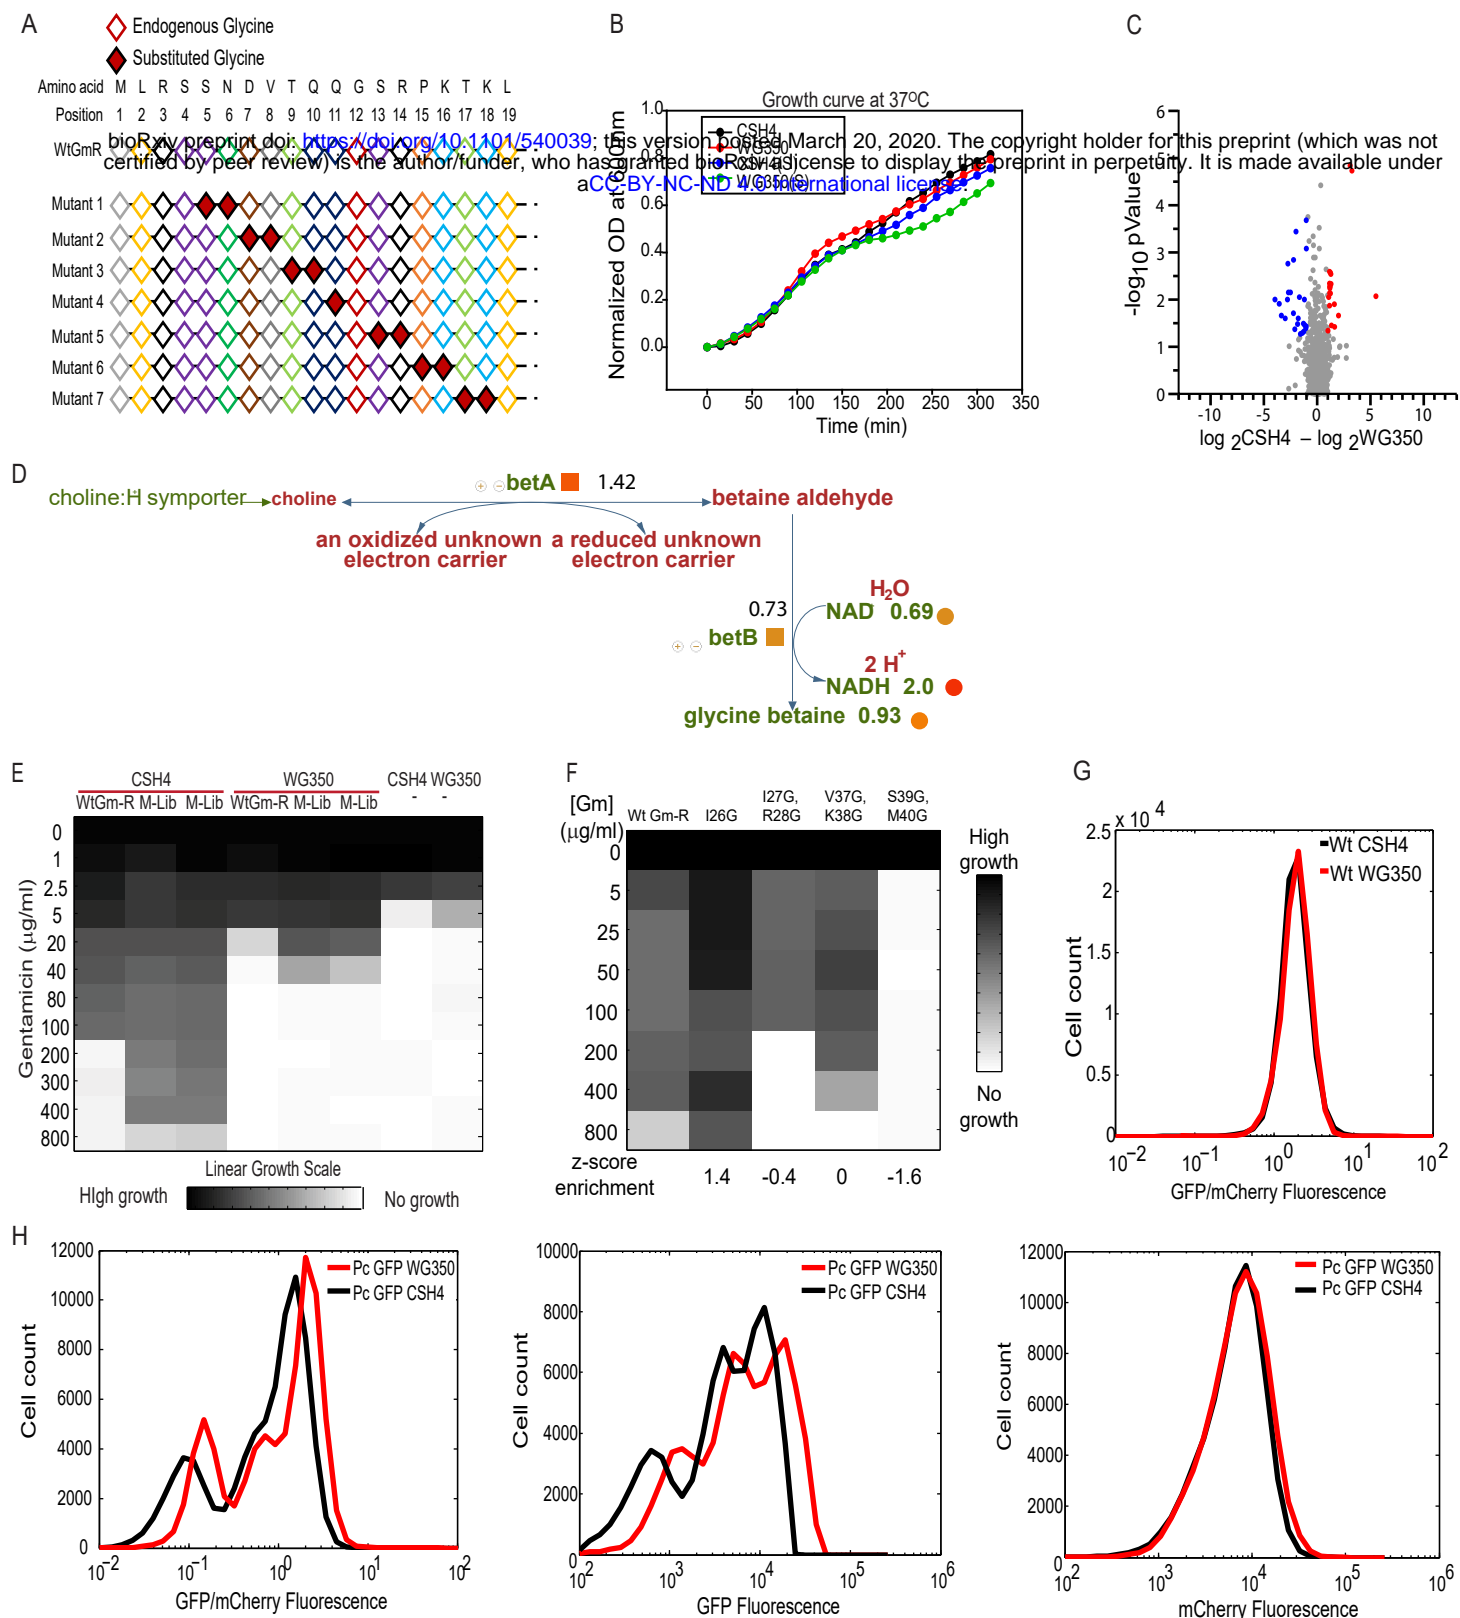 A
Endogenous Glycine
Substituted Glycine
Amino acid M L R S S N D V T Q Q G S R P K T K L
Position 1 2 3 4 5 6 7 8 9 10 11 12 13 14 15 16 17 18 19
WtGmR
Mutant 1
Mutant 2
Mutant 3
Mutant 4
Mutant 5
Mutant 6
Mutant 7
bioRxiv preprint doi: https://doi.org/10.1101/540039; this version posted March 20, 2020. The copyright holder for this preprint (which was not
certified by peer review) is the author/funder, who has granted bioRxiv a license to display the preprint in perpetuity. It is made available under
aCC-BY-NC-ND 4.0 International license.
B
Growth curve at 37ºC
CSH4
WG350
CSH4(S)
WG350(S)
Normalized OD at 600nm
1.0
0.6
0.4
0.2
0.0
0 50 100 150 200 250 300 350
Time (min)
C
-log10 pValue
6
5
4
3
2
1
0
-10 -5 0 5 10
log 2CSH4 – log 2WG350
D
choline:H symporter
choline
betA 1.42
betaine aldehyde
an oxidized unknown
electron carrier
a reduced unknown
electron carrier
H2O
0.73
NAD 0.69
betB
2 H+
NADH 2.0
glycine betaine 0.93
E
CSH4 WG350 CSH4 WG350
WtGm-R M-Lib M-Lib WtGm-R M-Lib M-Lib - -
Gentamicin (µg/ml)
0
1
2.5
5
20
40
80
100
200
300
400
800
Linear Growth Scale
HIgh growth
No growth
F
[Gm]
(µg/ml)
Wt Gm-R
I26G
I27G,
R28G
V37G,
K38G
S39G,
M40G
0
5
25
50
100
200
400
800
z-score
enrichment
1.4 -0.4 0 -1.6
High
growth
No
growth
G
2.5 x 10 4
2
1.5
1
0.5
0
Cell count
Wt CSH4
Wt WG350
10−2 10−1 100 101 102
GFP/mCherry Fluorescence
H
12000
10000
8000
6000
4000
2000
0
Cell count
Pc GFP WG350
Pc GFP CSH4
10−2 10−1 100 101 102
GFP/mCherry Fluorescence
10000
8000
6000
4000
2000
0
Cell count
Pc GFP WG350
Pc GFP CSH4
102 103 104 105 106
GFP Fluorescence
12000
10000
8000
6000
4000
2000
0
Cell count
Pc GFP WG350
Pc GFP CSH4
102 103 104 105 106
mCherry Fluorescence